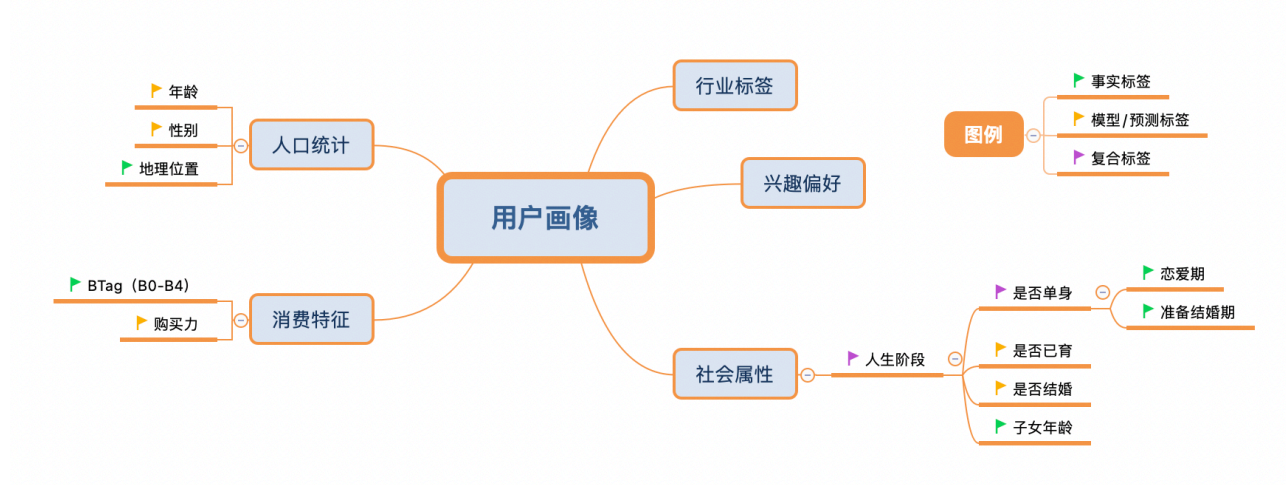 用户画像
人口统计
年龄
性别
地理位置
消费特征
BTag（B0-B4）
购买力
行业标签
兴趣偏好
社会属性
人生阶段
是否单身
恋爱期
准备结婚期
是否已育
是否结婚
子女年龄
图例
事实标签
模型/预测标签
复合标签